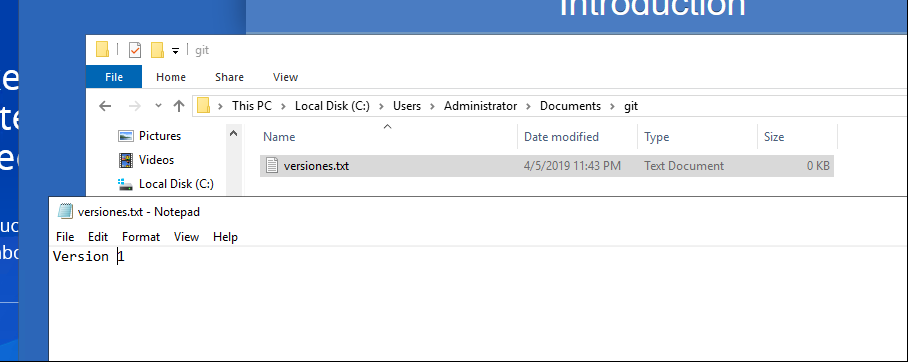 Introduction
git
File Home Share View
This PC Local Disk (C:) Users Administrator Documents git
Name Date modified Type Size
Pictures
versiones.txt 4/5/2019 11:43 PM Text Document 0 KB
Videos
Local Disk (C:)
versiones.txt - Notepad
File Edit Format View Help
Version 1